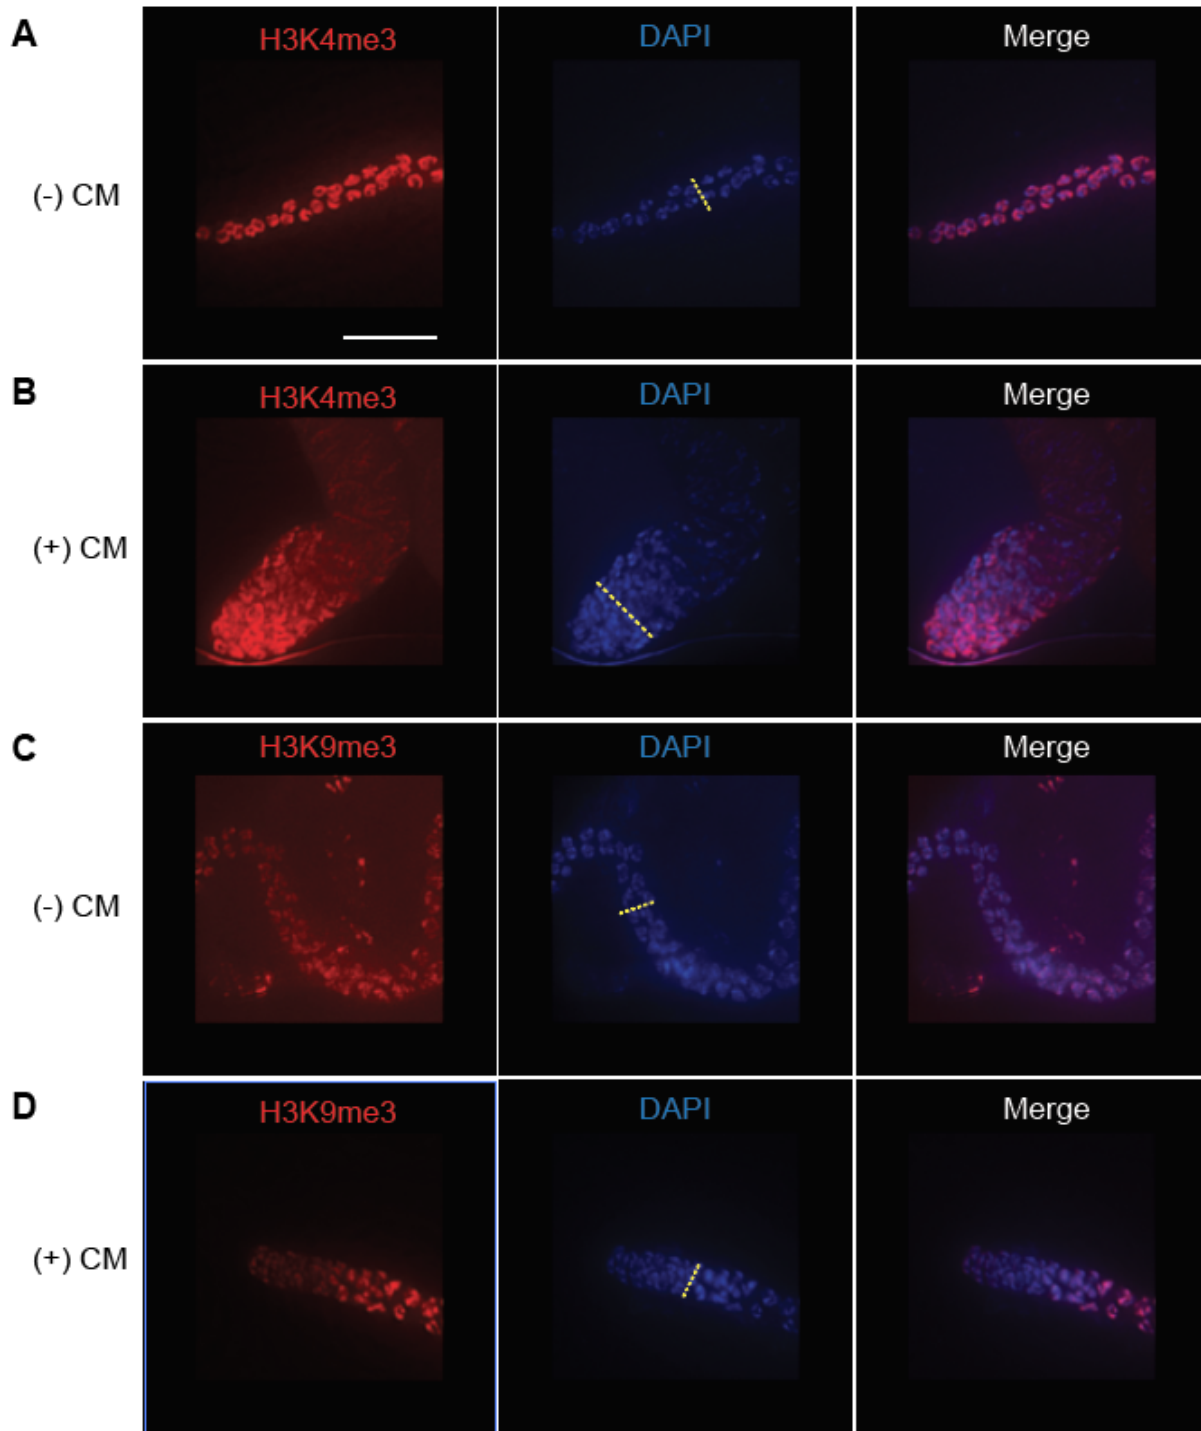 A
H3K4me3 DAPI Merge
(-) CM
B
H3K4me3 DAPI Merge
(+) CM
C
H3K9me3 DAPI Merge
(-) CM
D
H3K9me3 DAPI Merge
(+) CM